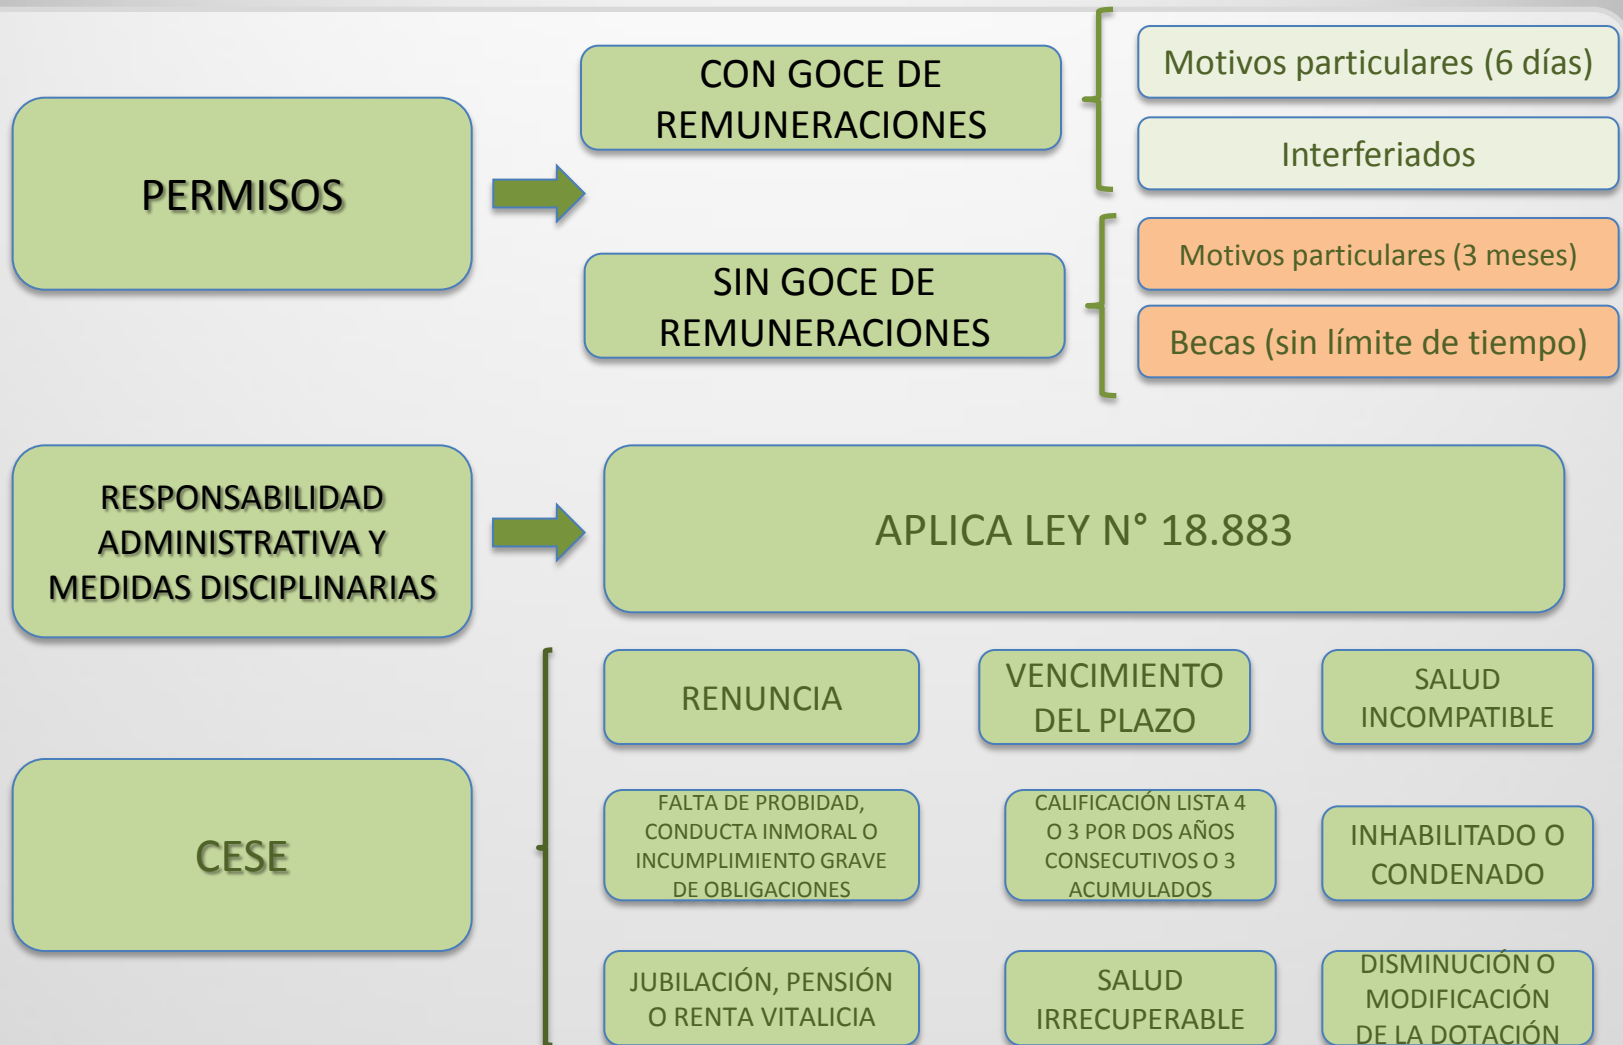 PERMISOS
CON GOCE DE
REMUNERACIONES
Motivos particulares (6 días)
Interferiados
SIN GOCE DE
REMUNERACIONES
Motivos particulares (3 meses)
Becas (sin límite de tiempo)
RESPONSABILIDAD
ADMINISTRATIVA Y
MEDIDAS DISCIPLINARIAS
APLICA LEY N° 18.883
CESE
RENUNCIA
VENCIMIENTO
DEL PLAZO
SALUD
INCOMPATIBLE
FALTA DE PROBIDAD,
CONDUCTA INMORAL O
INCUMPLIMIENTO GRAVE
DE OBLIGACIONES
CALIFICACIÓN LISTA 4
O 3 POR DOS AÑOS
CONSECUTIVOS O 3
ACUMULADOS
INHABILITADO O
CONDENADO
JUBILACIÓN, PENSIÓN
O RENTA VITALICIA
SALUD
IRRECUPERABLE
DISMINUCIÓN O
MODIFICACIÓN
DE LA DOTACIÓN